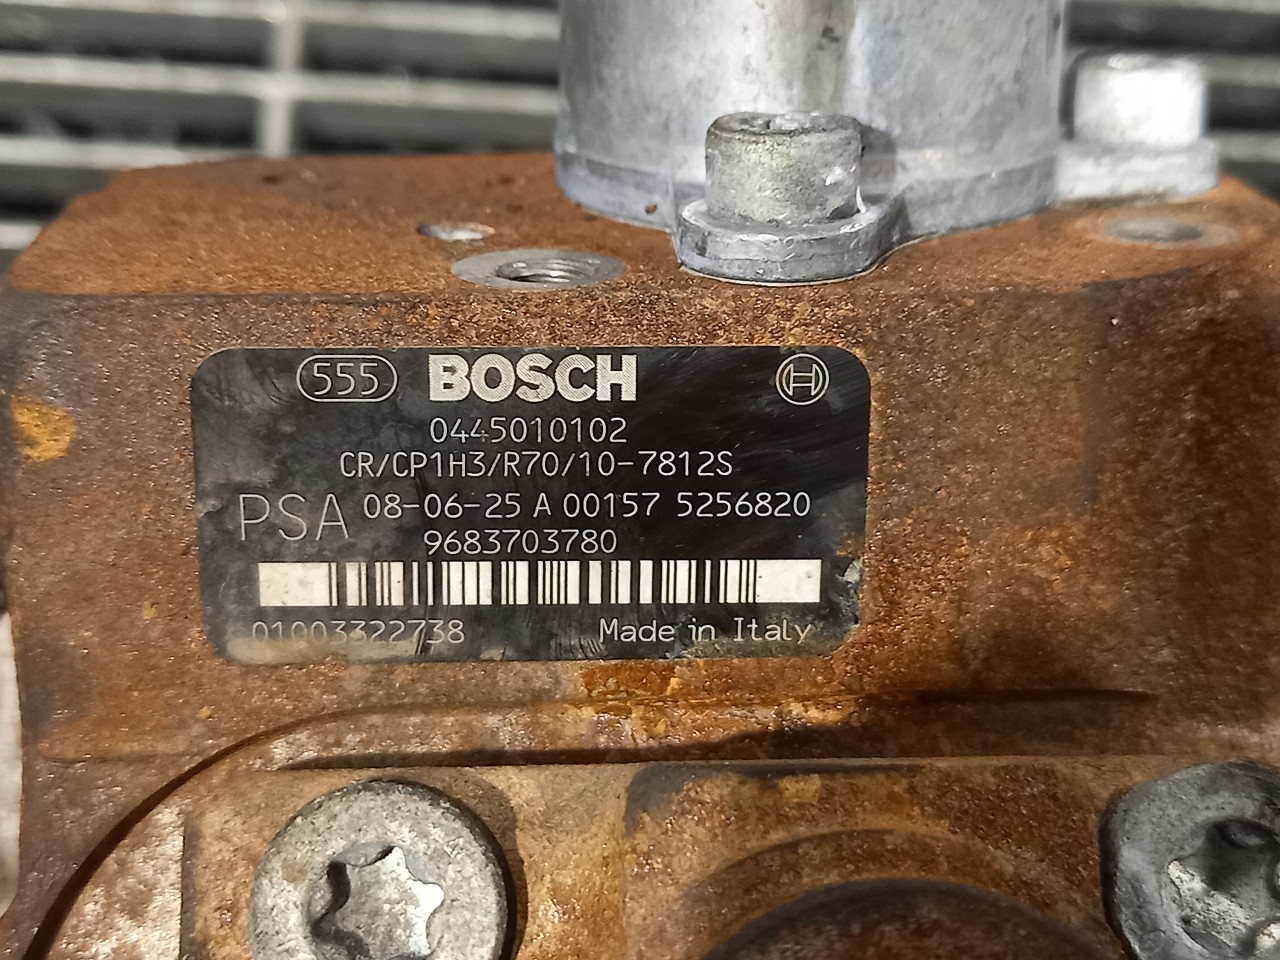 555 BOSCH
0445010102
CR/CP1H3/R70/10-7812S
PSA 08-06-25 A 00157 5256820
9683703780
01003322738 Made in Italy